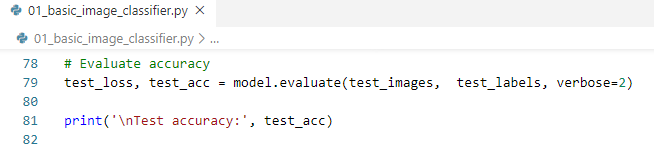 01_basic_image_classifier.py ×
01_basic_image_classifier.py > ...
78 # Evaluate accuracy
79 test_loss, test_acc = model.evaluate(test_images,  test_labels, verbose=2)
80
81 print('\nTest accuracy:', test_acc)
82